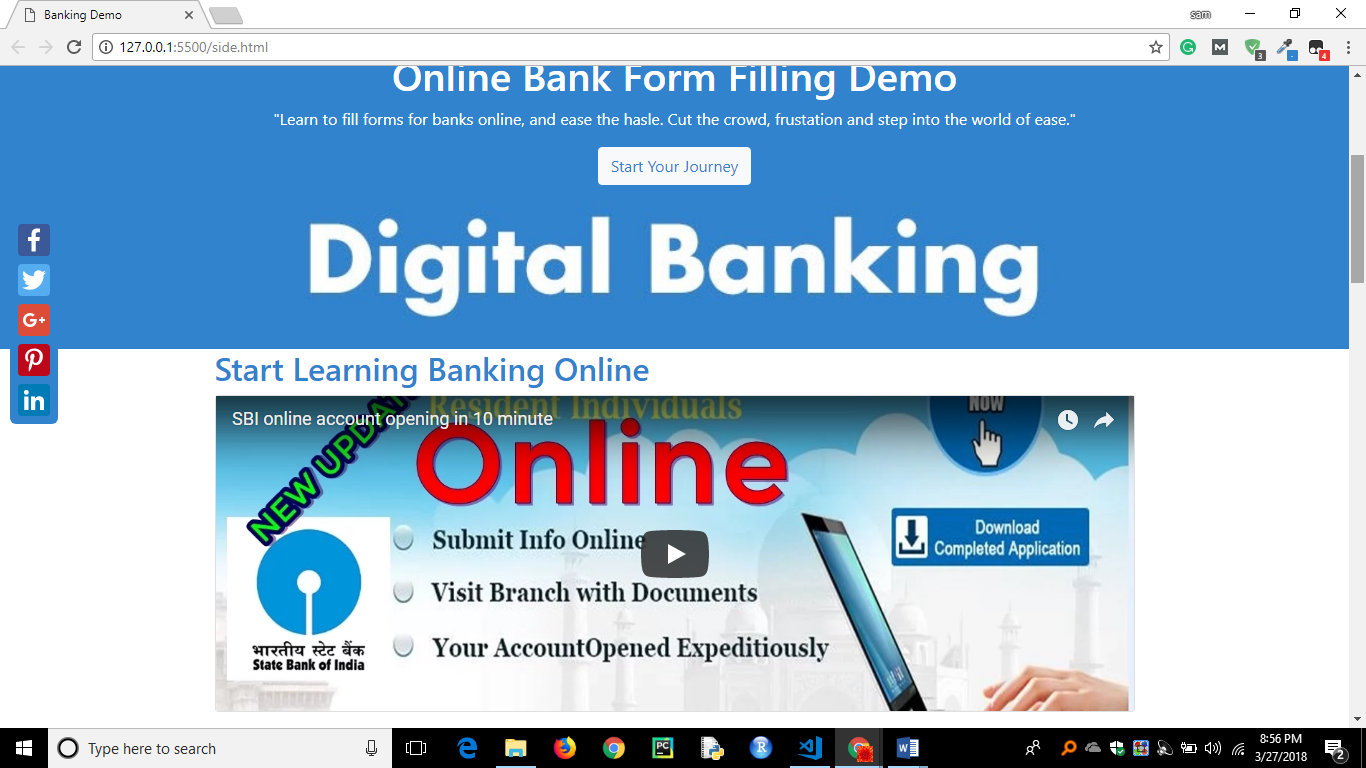 Banking Demo
sam
127.0.0.1:5500/side.html
3
-
4
Online Bank Form Filling Demo
"Learn to fill forms for banks online, and ease the hasle. Cut the crowd, frustation and step into the world of ease."
Start Your Journey
Digital Banking
Start Learning Banking Online
SBI online account opening in 10 minute
Resident Individuals
NOW
NEW UPDATE
Online
Submit Info Online
Download
Completed Application
Visit Branch with Documents
Your AccountOpened Expeditiously
भारतीय स्टेट बैंक
State Bank of India
Type here to search
8:56 PM
3/27/2018
2